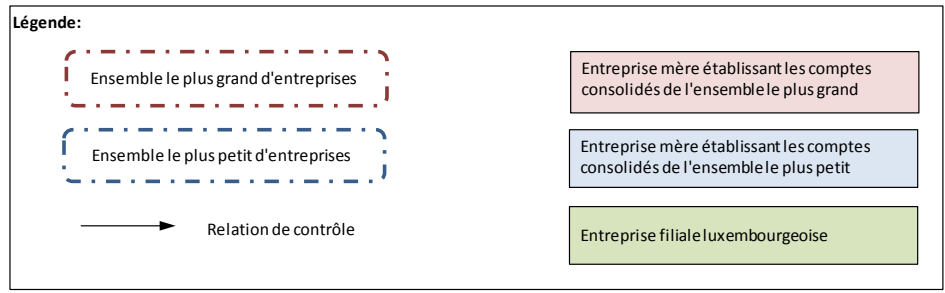 Légende:
Ensemble le plus grand d'entreprises
Entreprise mère établissant les comptes
consolidés de l'ensemble le plus grand
Ensemble le plus petit d'entreprises
Entreprise mère établissant les comptes
consolidés de l'ensemble le plus petit
Relation de contrôle
Entreprise filiale luxembourgeoise